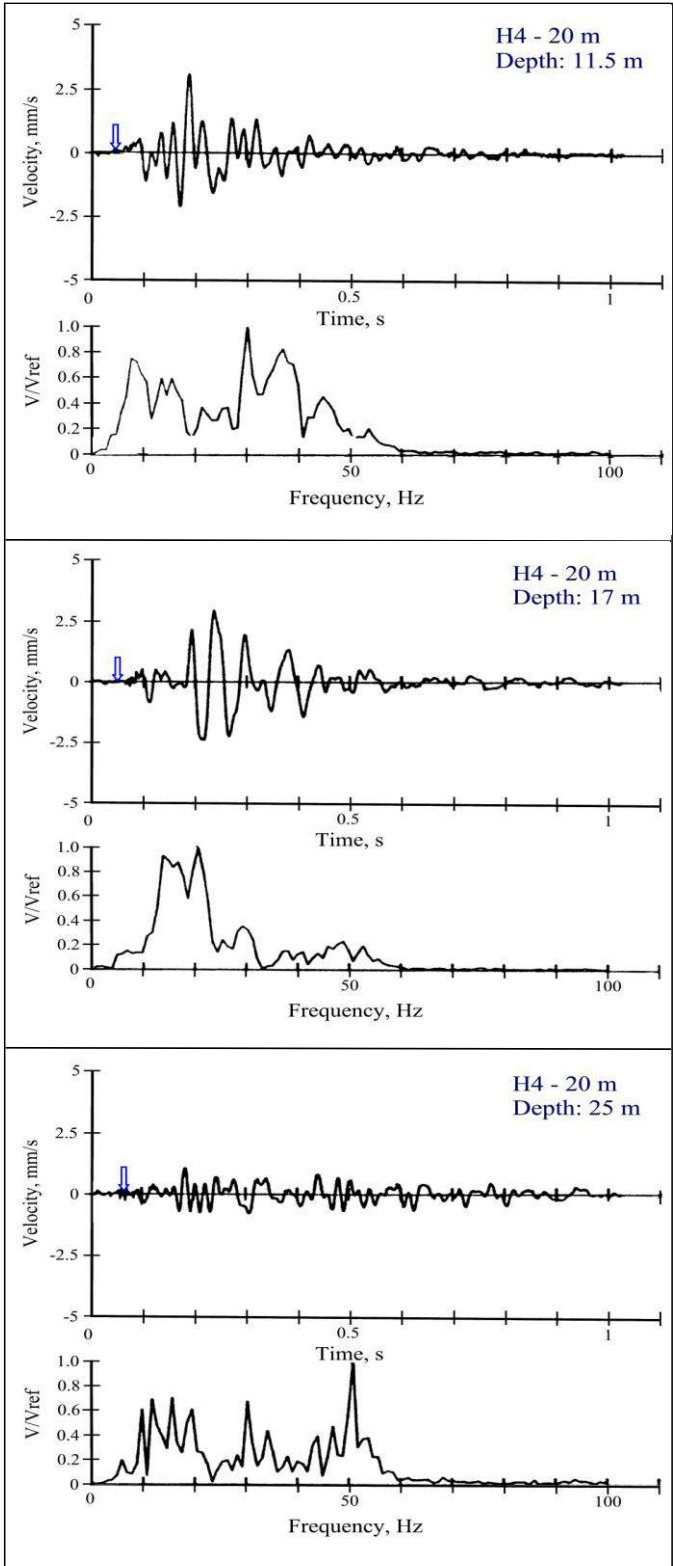 H4 - 20 m
Depth: 11.5 m
Velocity, mm/s
5
2.5
0
-2.5
-5
0
0.5
1
Time, s
V/Vref
1.0
0.8
0.6
0.4
0.2
0
0
50
100
Frequency, Hz
H4 - 20 m
Depth: 17 m
Velocity, mm/s
5
2.5
0
-2.5
-5
0
0.5
1
Time, s
V/Vref
1.0
0.8
0.6
0.4
0.2
0
0
50
100
Frequency, Hz
H4 - 20 m
Depth: 25 m
Velocity, mm/s
5
2.5
0
-2.5
-5
0
0.5
1
Time, s
V/Vref
1.0
0.8
0.6
0.4
0.2
0
0
50
100
Frequency, Hz